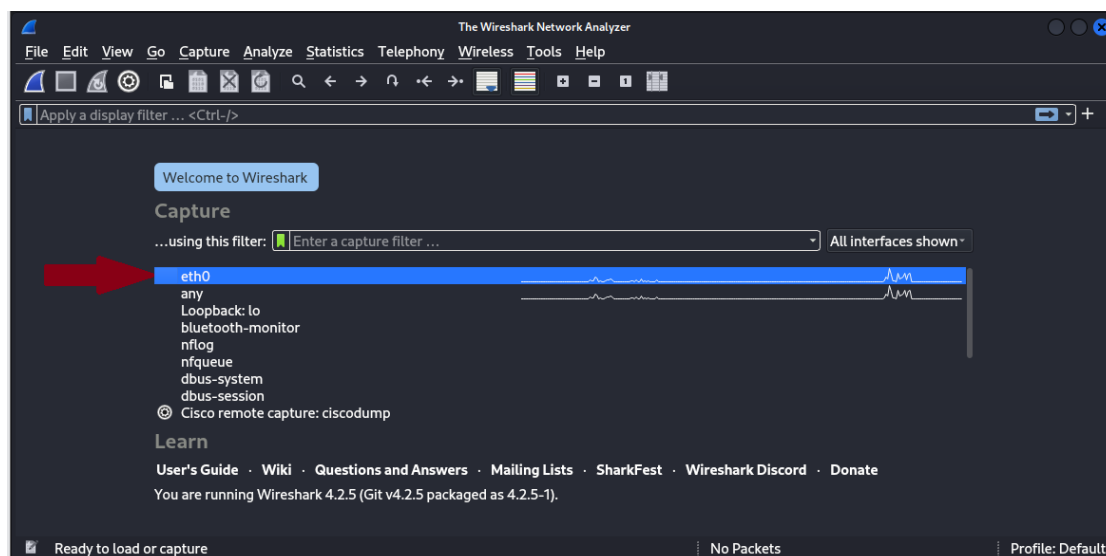 The Wireshark Network Analyzer
File Edit View Go Capture Analyze Statistics Telephony Wireless Tools Help
Apply a display filter ... <Ctrl-/>
Welcome to Wireshark
Capture
...using this filter: Enter a capture filter ... All interfaces shown
eth0
any
Loopback: lo
bluetooth-monitor
nflog
nfqueue
dbus-system
dbus-session
Cisco remote capture: ciscodump
Learn
User's Guide · Wiki · Questions and Answers · Mailing Lists · SharkFest · Wireshark Discord · Donate
You are running Wireshark 4.2.5 (Git v4.2.5 packaged as 4.2.5-1).
Ready to load or capture No Packets Profile: Default